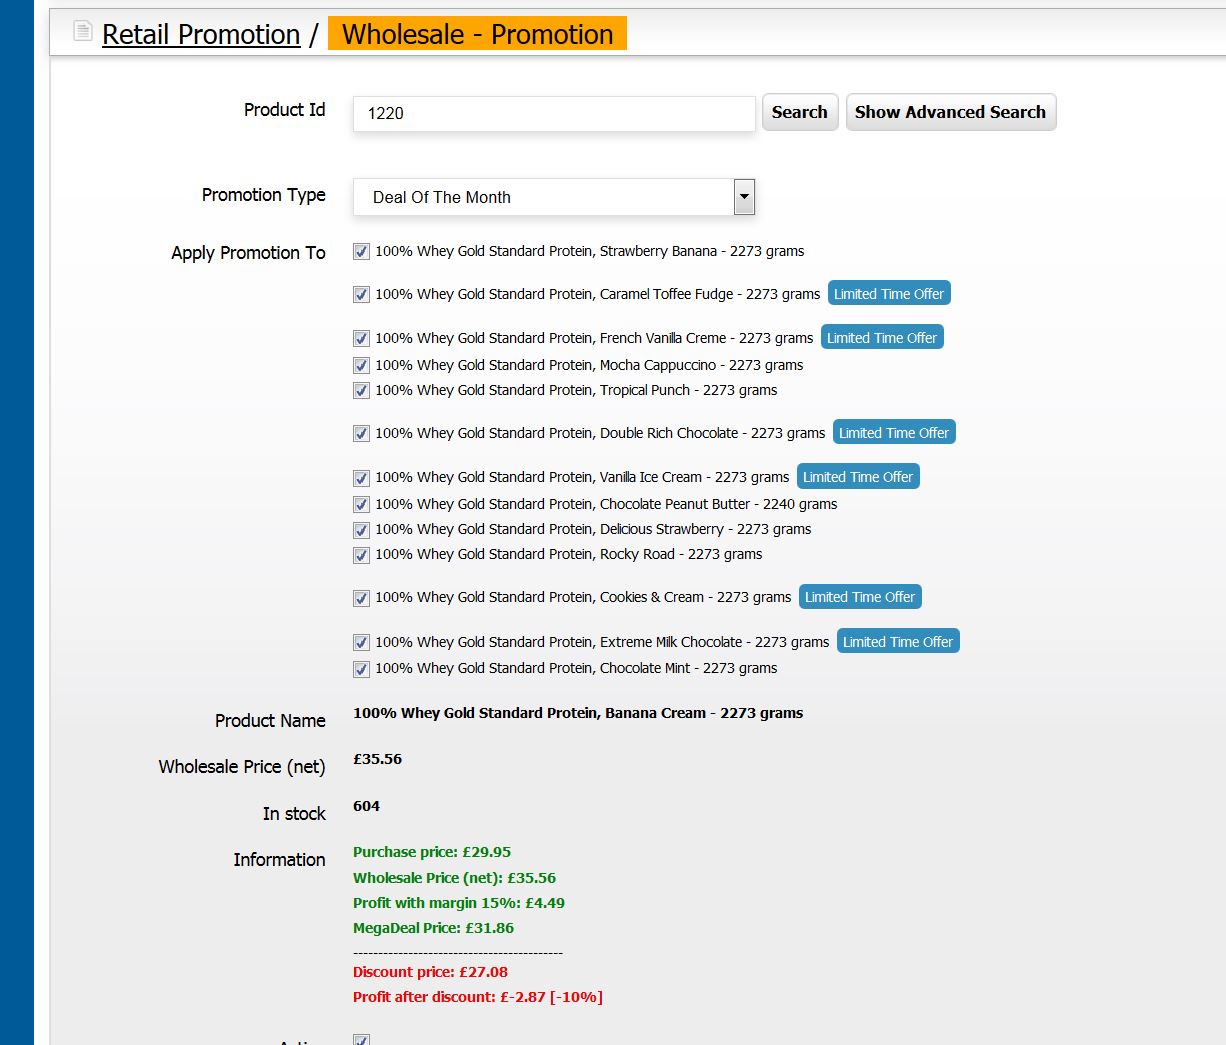 Retail Promotion / Wholesale - Promotion
Product Id 1220 Search Show Advanced Search
Promotion Type Deal Of The Month
Apply Promotion To 100% Whey Gold Standard Protein, Strawberry Banana - 2273 grams
100% Whey Gold Standard Protein, Caramel Toffee Fudge - 2273 grams Limited Time Offer
100% Whey Gold Standard Protein, French Vanilla Creme - 2273 grams Limited Time Offer
100% Whey Gold Standard Protein, Mocha Cappuccino - 2273 grams
100% Whey Gold Standard Protein, Tropical Punch - 2273 grams
100% Whey Gold Standard Protein, Double Rich Chocolate - 2273 grams Limited Time Offer
100% Whey Gold Standard Protein, Vanilla Ice Cream - 2273 grams Limited Time Offer
100% Whey Gold Standard Protein, Chocolate Peanut Butter - 2240 grams
100% Whey Gold Standard Protein, Delicious Strawberry - 2273 grams
100% Whey Gold Standard Protein, Rocky Road - 2273 grams
100% Whey Gold Standard Protein, Cookies & Cream - 2273 grams Limited Time Offer
100% Whey Gold Standard Protein, Extreme Milk Chocolate - 2273 grams Limited Time Offer
100% Whey Gold Standard Protein, Chocolate Mint - 2273 grams
Product Name 100% Whey Gold Standard Protein, Banana Cream - 2273 grams
Wholesale Price (net) £35.56
In stock 604
Information Purchase price: £29.95
Wholesale Price (net): £35.56
Profit with margin 15%: £4.49
MegaDeal Price: £31.86
------------------------------------------
Discount price: £27.08
Profit after discount: £-2.87 [-10%]